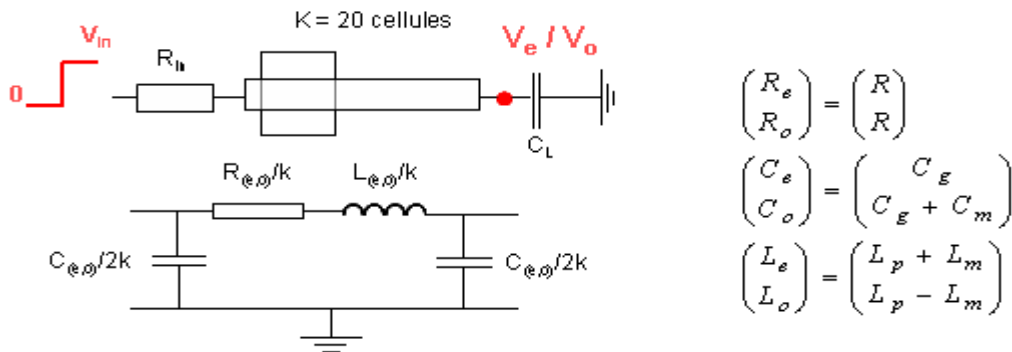 K = 20 cellules
V_in
0
R_in
V_e / V_o
C_L
R_(e,o)/k
L_(e,o)/k
C_(e,o)/2k
C_(e,o)/2k
(R_e R_o) = (R R)
(C_e C_o) = (C_g C_g + C_m)
(L_e L_o) = (L_p + L_m L_p - L_m)